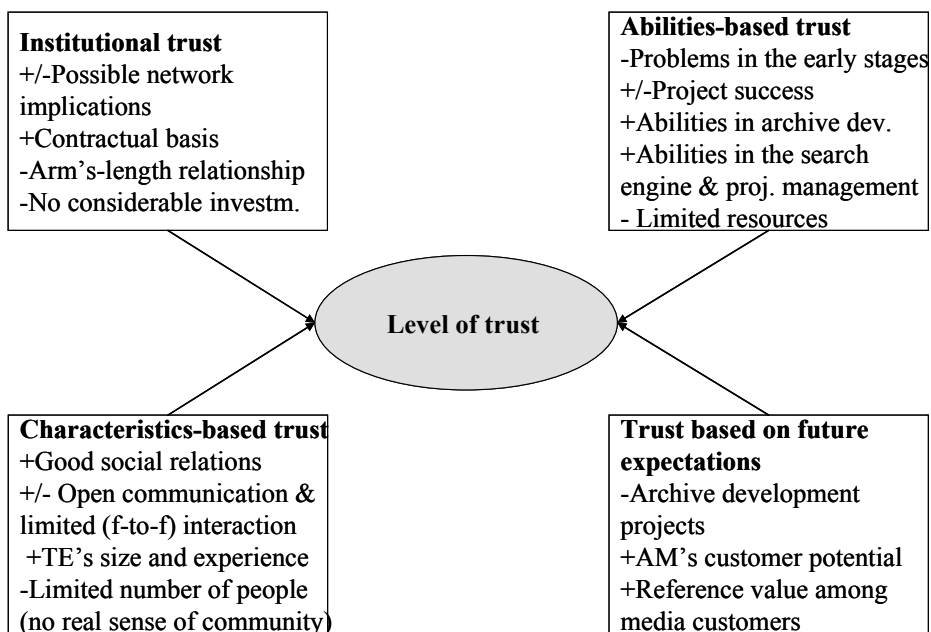 Institutional trust
+/-Possible network
implications
+Contractual basis
-Arm’s-length relationship
-No considerable investm.
Abilities-based trust
-Problems in the early stages
+/-Project success
+Abilities in archive dev.
+Abilities in the search
engine & proj. management
- Limited resources
Level of trust
Characteristics-based trust
+Good social relations
+/- Open communication &
limited (f-to-f) interaction
+TE’s size and experience
-Limited number of people
(no real sense of community)
Trust based on future
expectations
-Archive development
projects
+AM’s customer potential
+Reference value among
media customers